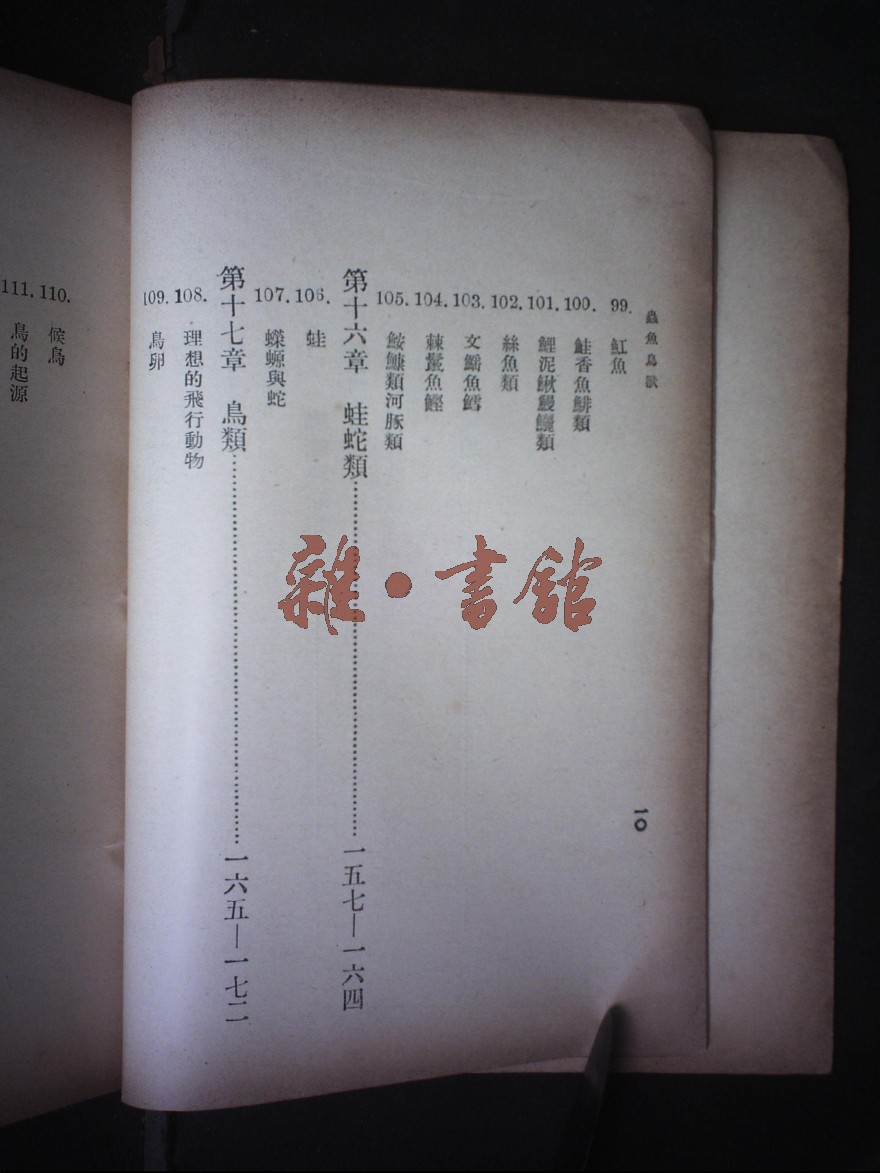 蟲魚鳥獸
一〇
99. 魟魚
100. 鮭香魚鯡類
101. 鯉泥鰍鰻鱺類
102. 絲魚類
103. 文鰩魚鱈
104. 棘鬣魚鰹
105. 鮟鱇類河豚類
第十六章 蛙蛇類……一五七—一六四
106. 蛙
107. 蠑螈與蛇
第十七章 鳥類……一六五—一七二
108. 理想的飛行動物
109. 鳥卵
110. 候鳥
111. 鳥的起源
雜·書館